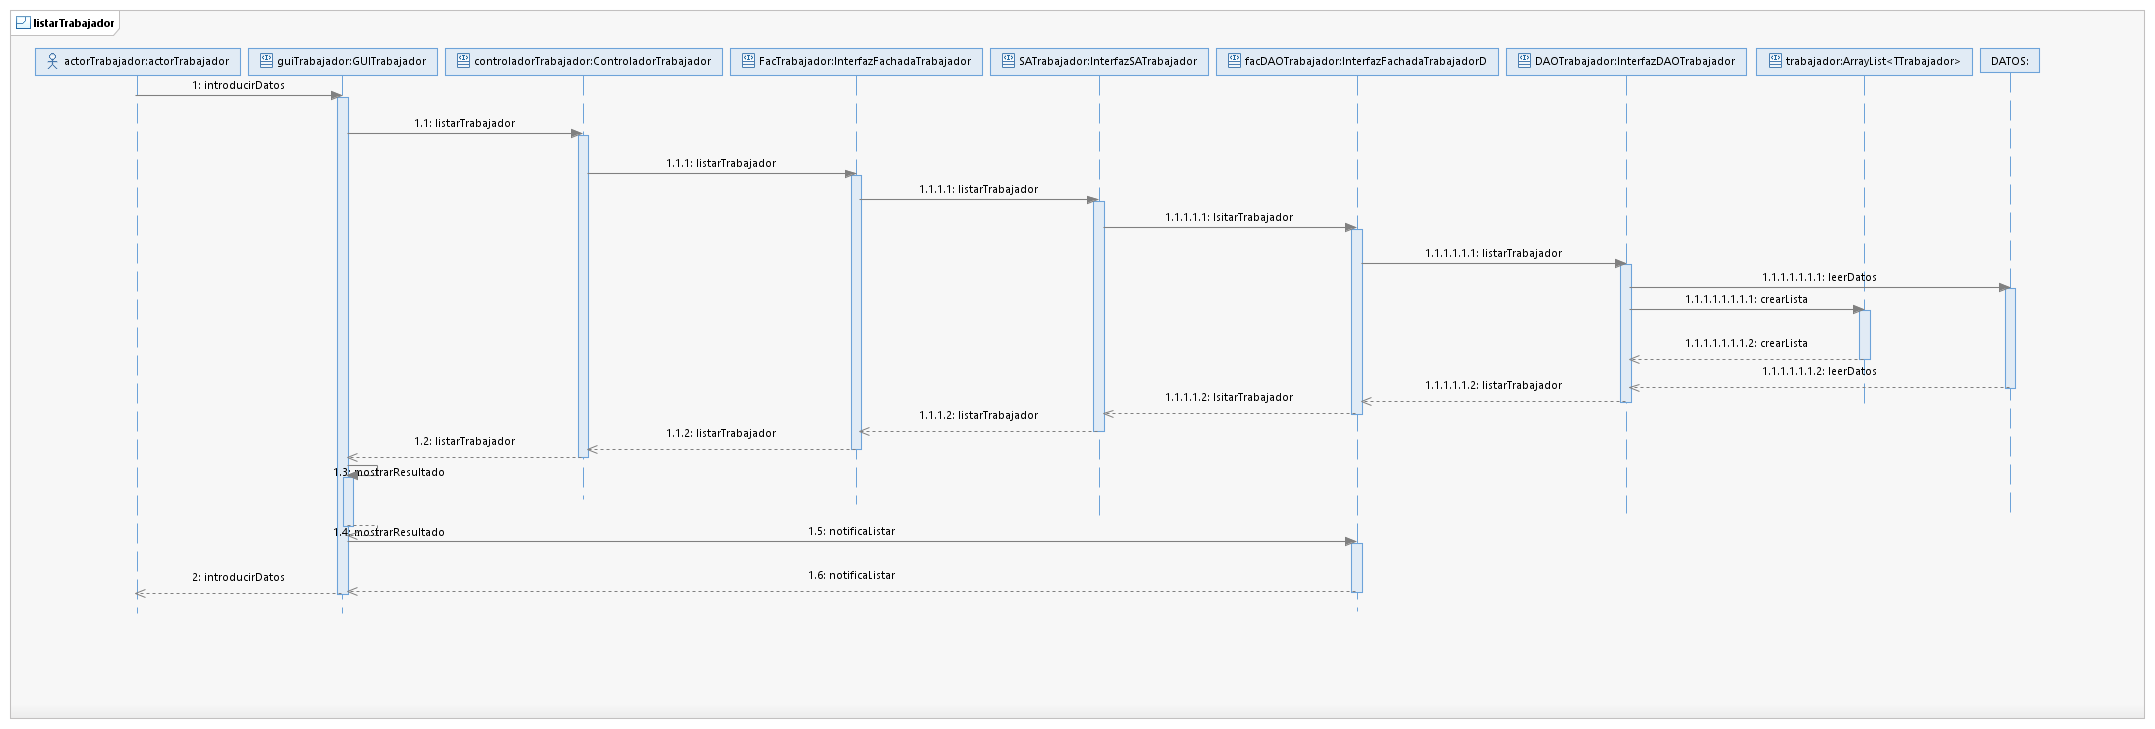 listarTrabajador
actorTrabajador:actorTrabajador
guiTrabajador:GUITrabajador
controladorTrabajador:ControladorTrabajador
FacTrabajador:InterfazFachadaTrabajador
SATrabajador:InterfazSATrabajador
facDAOTrabajador:InterfazFachadaTrabajadorD
DAOTrabajador:InterfazDAOTrabajador
trabajador:ArrayList<TTrabajador>
DATOS:
1: introducirDatos
1.1: listarTrabajador
1.1.1: listarTrabajador
1.1.1.1: listarTrabajador
1.1.1.1.1: lsitarTrabajador
1.1.1.1.1.1: listarTrabajador
1.1.1.1.1.1.1: leerDatos
1.1.1.1.1.1.1.1: crearLista
1.1.1.1.1.1.1.2: crearLista
1.1.1.1.1.1.2: leerDatos
1.1.1.1.1.2: listarTrabajador
1.1.1.1.2: lsitarTrabajador
1.1.1.2: listarTrabajador
1.1.2: listarTrabajador
1.2: listarTrabajador
1.3: mostrarResultado
1.4: mostrarResultado
1.5: notificaListar
1.6: notificaListar
2: introducirDatos